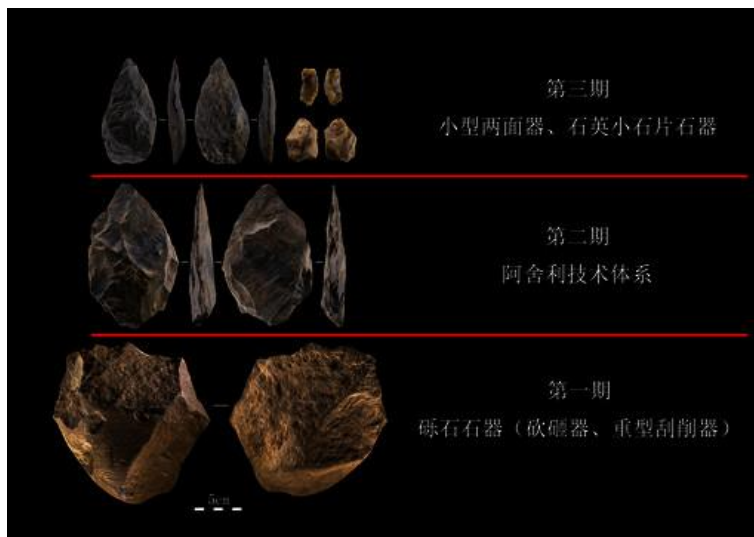 第三期
小型两面器、石英小石片石器
第二期
阿舍利技术体系
第一期
砾石石器（砍砸器、重型刮削器）
5cm